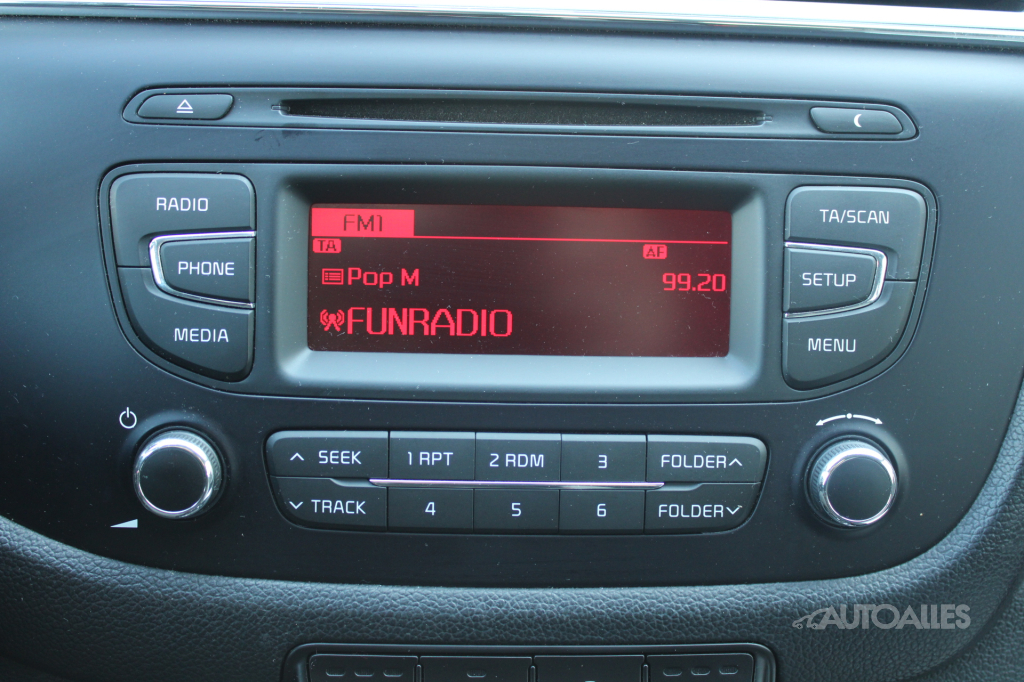 RADIO
PHONE
MEDIA
FM1
TA
AF
Pop M 99.20
FUNRADIO
TA/SCAN
SETUP
MENU
SEEK 1 RPT 2 RDM 3 FOLDER
TRACK 4 5 6 FOLDER
AUTOALLES